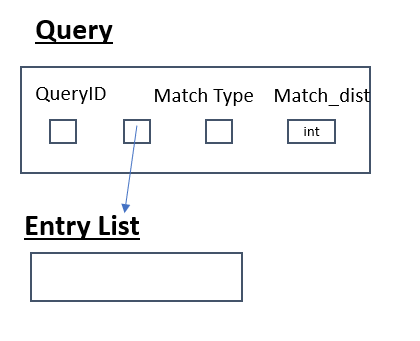 Query
QueryID Match Type Match_dist
int
Entry List